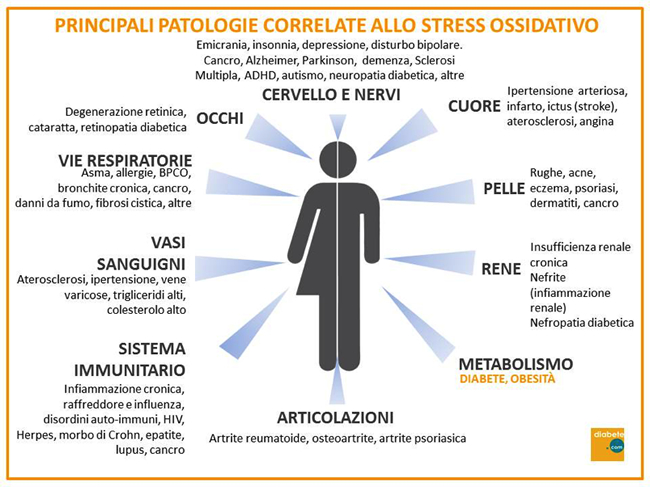 PRINCIPALI PATOLOGIE CORRELATE ALLO STRESS OSSIDATIVO
Emicrania, insonnia, depressione, disturbo bipolare.
Cancro, Alzheimer, Parkinson, demenza, Sclerosi
Multipla, ADHD, autismo, neuropatia diabetica, altre
CERVELLO E NERVI
Ipertensione arteriosa,
infarto, ictus (stroke),
aterosclerosi, angina
CUORE
Degenerazione retinica,
cataratta, retinopatia diabetica
OCCHI
VIE RESPIRATORIE
Asma, allergie, BPCO,
bronchite cronica, cancro,
danni da fumo, fibrosi cistica, altre
PELLE
Rughe, acne,
eczema, psoriasi,
dermatiti, cancro
VASI
SANGUIGNI
Aterosclerosi, ipertensione, vene
varicose, trigliceridi alti,
colesterolo alto
RENE
Insufficienza renale
cronica
Nefrite
(infiammazione
renale)
Nefropatia diabetica
SISTEMA
IMMUNITARIO
Infiammazione cronica,
raffreddore e influenza,
disordini auto-immuni, HIV,
Herpes, morbo di Crohn, epatite,
lupus, cancro
METABOLISMO
DIABETE, OBESITÀ
ARTICOLAZIONI
Artrite reumatoide, osteoartrite, artrite psoriasica
diabete
.com